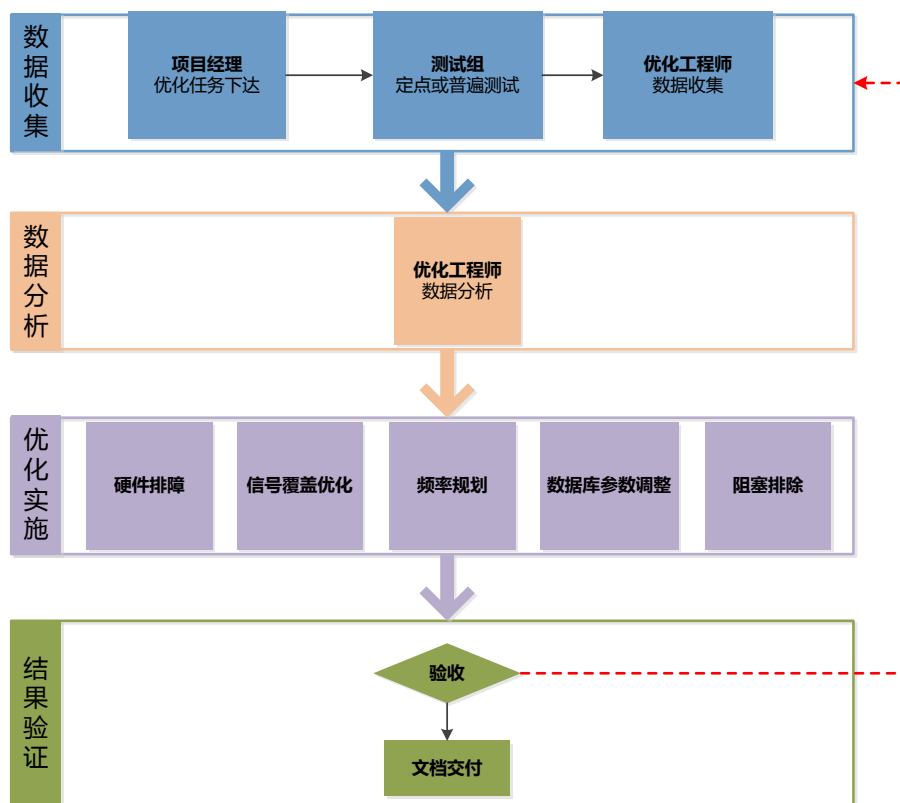 数据收集
项目经理
优化任务下达
测试组
定点或普遍测试
优化工程师
数据收集
数据分析
优化工程师
数据分析
优化实施
硬件排障
信号覆盖优化
频率规划
数据库参数调整
阻塞排除
结果验证
验收
文档交付